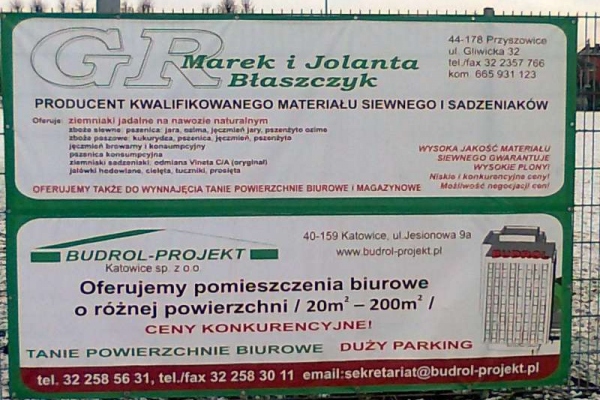 GR
Marek i Jolanta
Błaszczyk
44-178 Przyszowice
ul. Gliwicka 32
tel./fax 32 2357 766
kom. 665 931 123
PRODUCENT KWALIFIKOWANEGO MATERIAŁU SIEWNEGO I SADZENIAKÓW
Oferuje: ziemniaki jadalne na nawozie naturalnym
zboża siewne: pszenica: jara, ozima, jęczmień jary, pszenżyto ozime
zboża paszowe: kukurydza, pszenica, jęczmień, pszenżyto
jęczmień browarny i konsumpcyjny
pszenica konsumpcyjna
ziemniaki sadzeniaki: odmiana Vineta C/A (oryginał)
jałówki hodowlane, cielęta, tuczniki, prosięta
WYSOKA JAKOŚĆ MATERIAŁU
SIEWNEGO GWARANTUJE
WYSOKIE PLONY!
Niskie i konkurencyjne ceny!
Możliwość negocjacji cen!
OFERUJEMY TAKŻE DO WYNAJĘCIA TANIE POWIERZCHNIE BIUROWE I MAGAZYNOWE
BUDROL-PROJEKT
Katowice sp. z o.o.
40-159 Katowice, ul.Jesionowa 9a
www.budrol-projekt.pl
BUDROL
Oferujemy pomieszczenia biurowe
o różnej powierzchni / 20m² – 200m² /
CENY KONKURENCYJNE!
TANIE POWIERZCHNIE BIUROWE DUŻY PARKING
tel. 32 258 56 31, tel./fax 32 258 30 11 email:sekretariat@budrol-projekt.pl